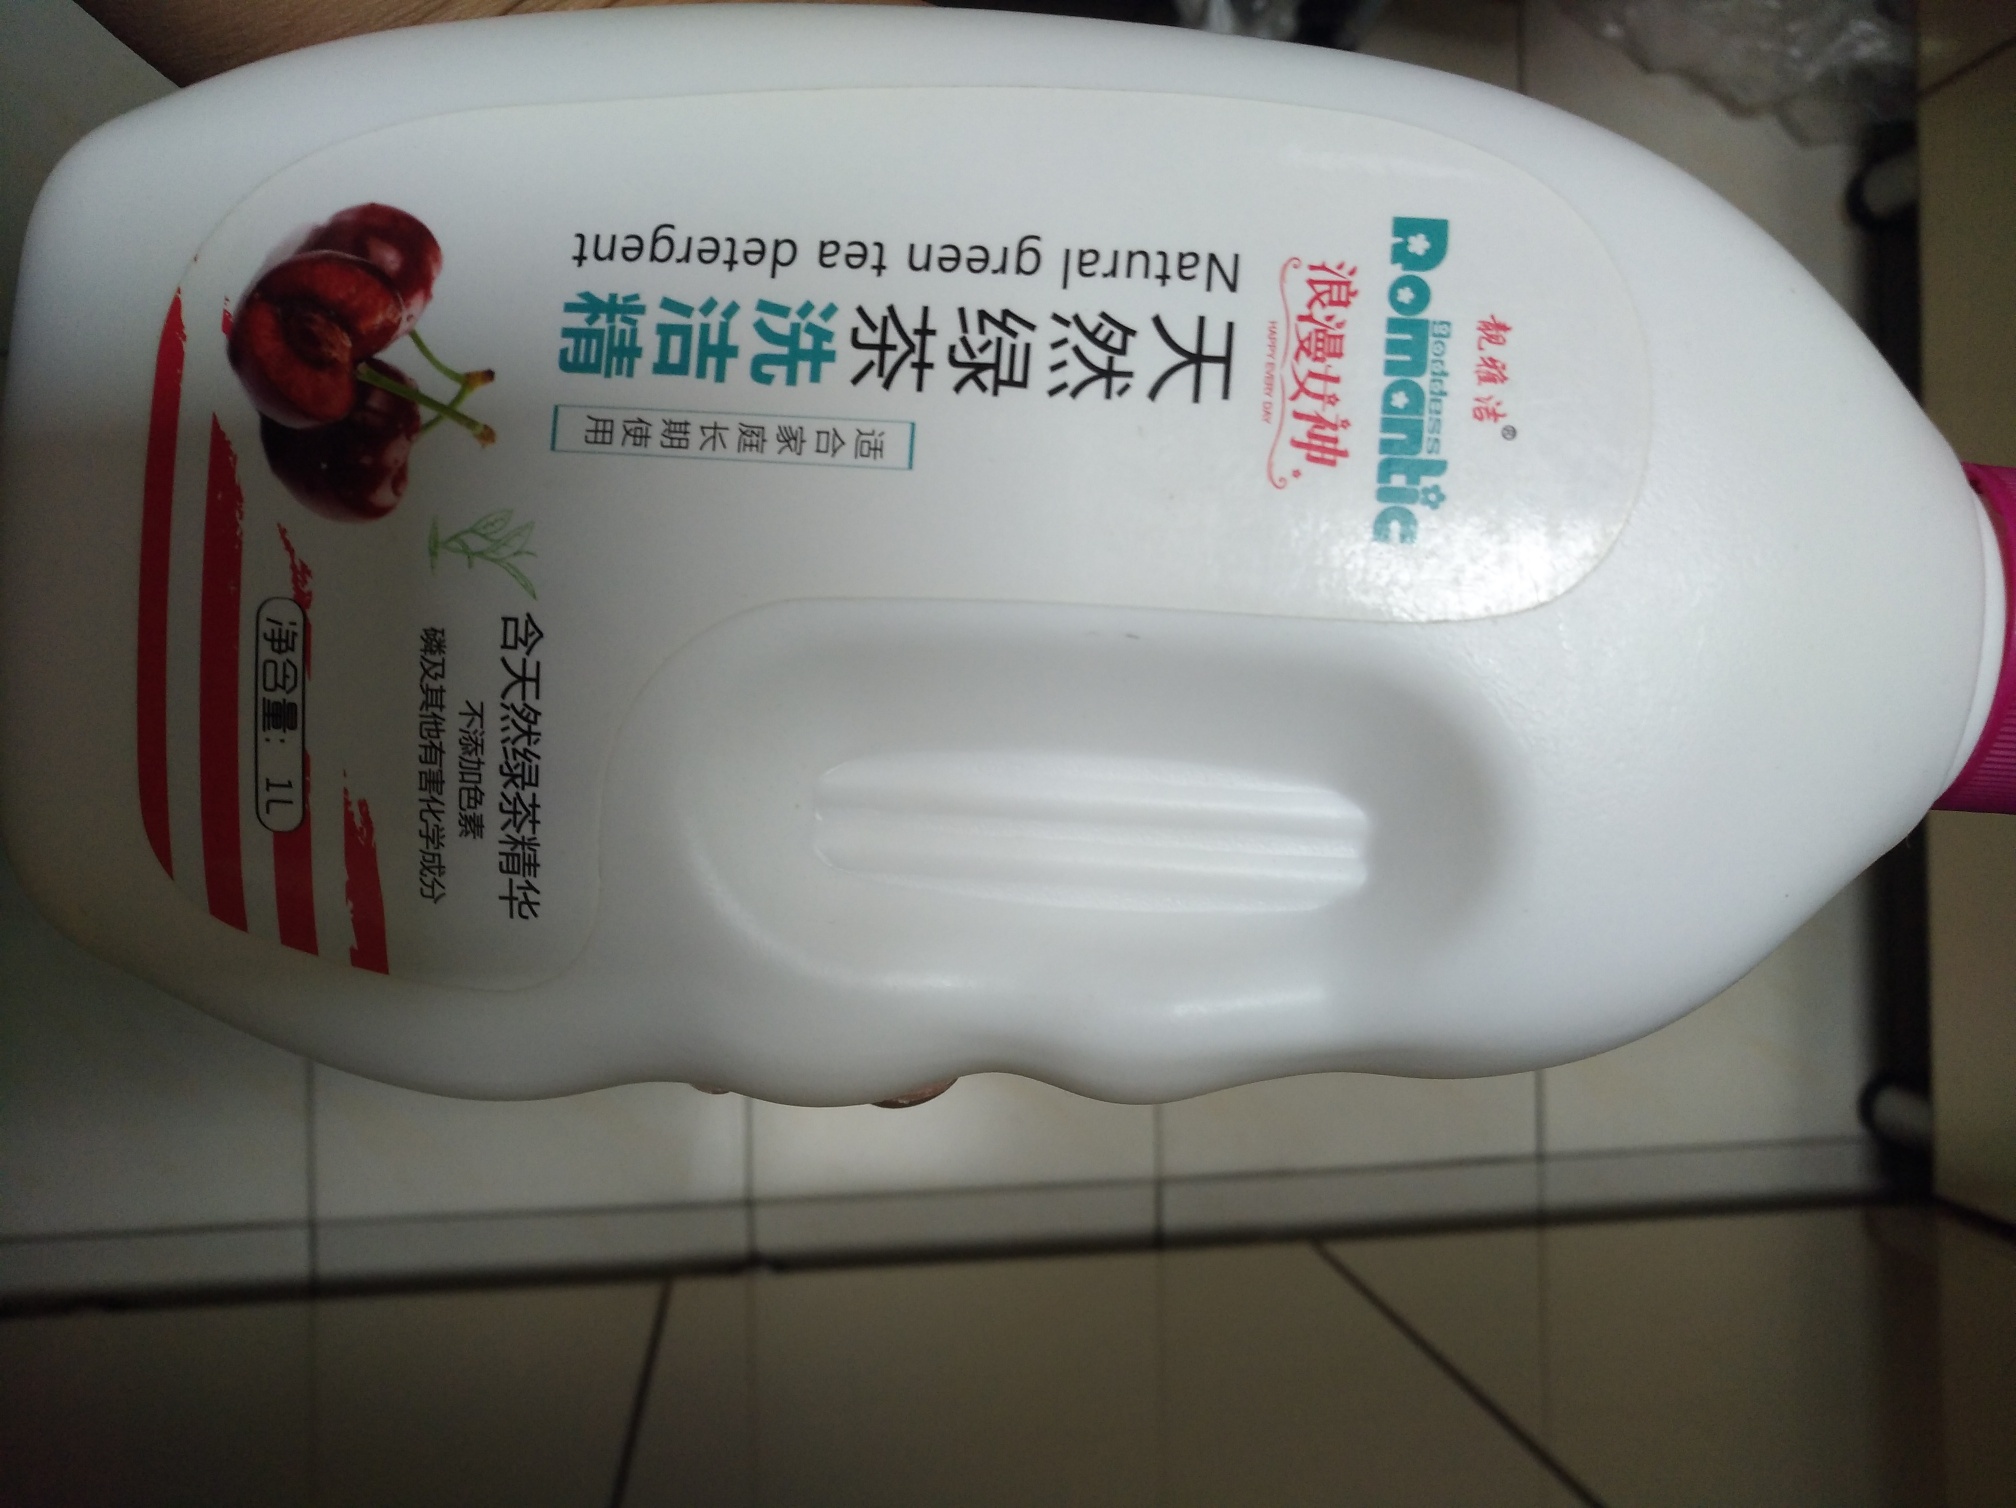 靓雅洁®
Romantic
Goddess
浪漫女神
HAPPY EVERY DAY
Natural green tea detergent
天然绿茶洗洁精
适合家庭长期使用
含天然绿茶精华
不添加色素
磷及其他有害化学成分
净含量：1L